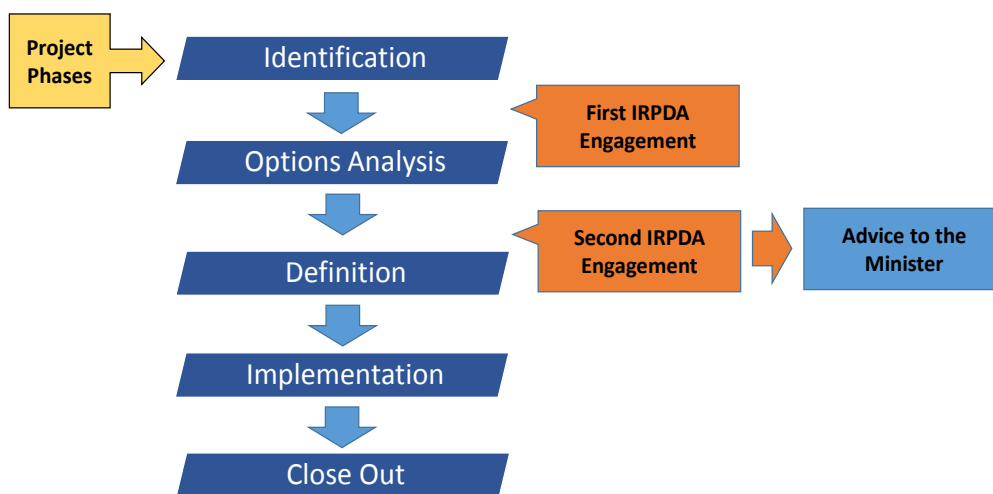 Project
Phases
Identification
First IRPDA
Engagement
Options Analysis
Second IRPDA
Engagement
Advice to the
Minister
Definition
Implementation
Close Out